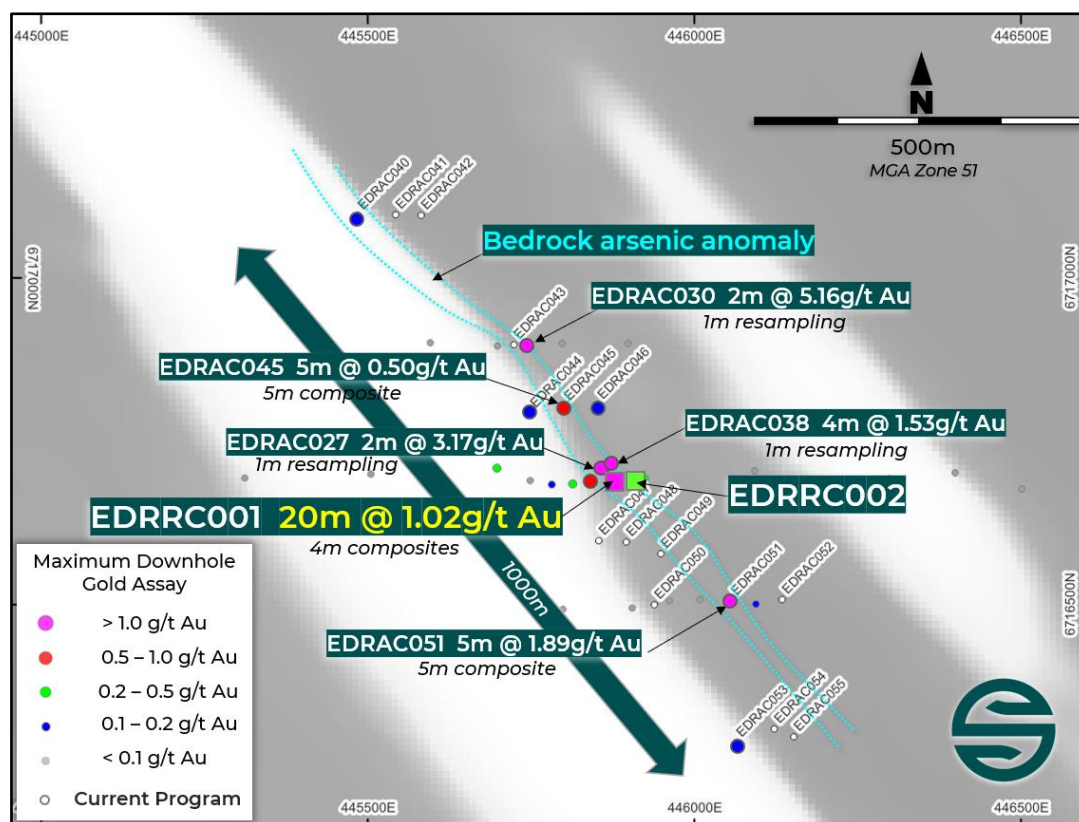 445000E
445500E
446000E
446500E
N
500m
MGA Zone 51
EDRAC040
EDRAC041
EDRAC042
Bedrock arsenic anomaly
6717000N
6717000N
EDRAC030 2m @ 5.16g/t Au
1m resampling
EDRAC043
EDRAC045 5m @ 0.50g/t Au
5m composite
EDRAC044
EDRAC045
EDRAC046
EDRAC038 4m @ 1.53g/t Au
1m resampling
EDRAC027 2m @ 3.17g/t Au
1m resampling
EDRRC001 20m @ 1.02g/t Au
4m composites
EDRRC002
EDRAC047
EDRAC048
EDRAC049
EDRAC050
EDRAC051
EDRAC052
1000m
6716500N
EDRAC051 5m @ 1.89g/t Au
5m composite
EDRAC053
EDRAC054
EDRAC055
Maximum Downhole
Gold Assay
> 1.0 g/t Au
0.5 – 1.0 g/t Au
0.2 – 0.5 g/t Au
0.1 – 0.2 g/t Au
< 0.1 g/t Au
Current Program
445500E
446000E
446500E